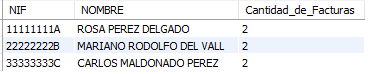 NIF NOMBRE Cantidad_de_Facturas
11111111A ROSA PEREZ DELGADO 2
22222222B MARIANO RODOLFO DEL VALL 2
33333333C CARLOS MALDONADO PEREZ 2